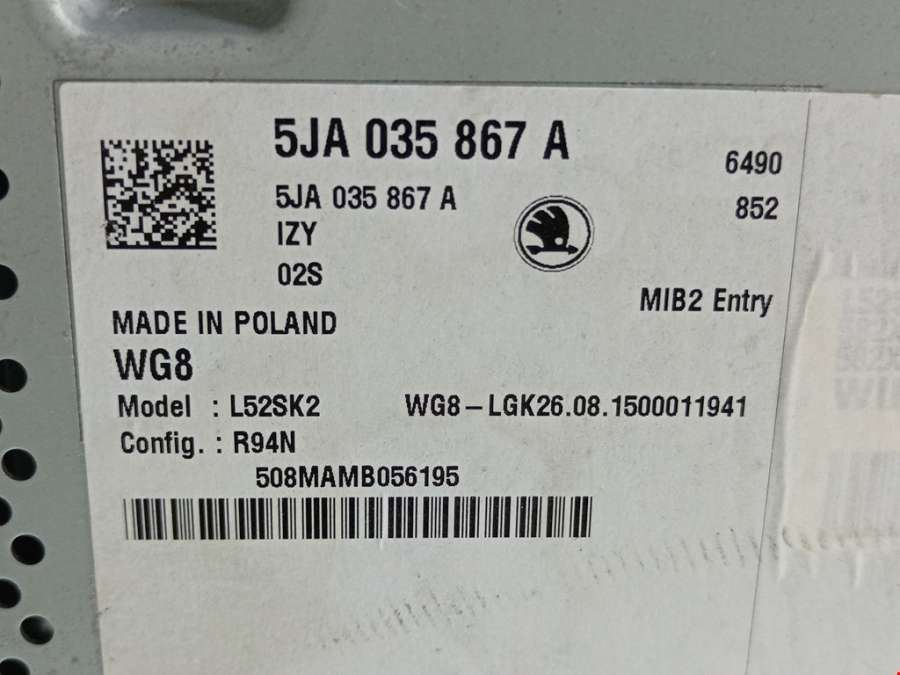 5JA 035 867 A
6490
5JA 035 867 A
852
IZY
02S
MIB2 Entry
MADE IN POLAND
WG8
Model : L52SK2 WG8-LGK26.08.1500011941
Config. : R94N
508MAMB056195